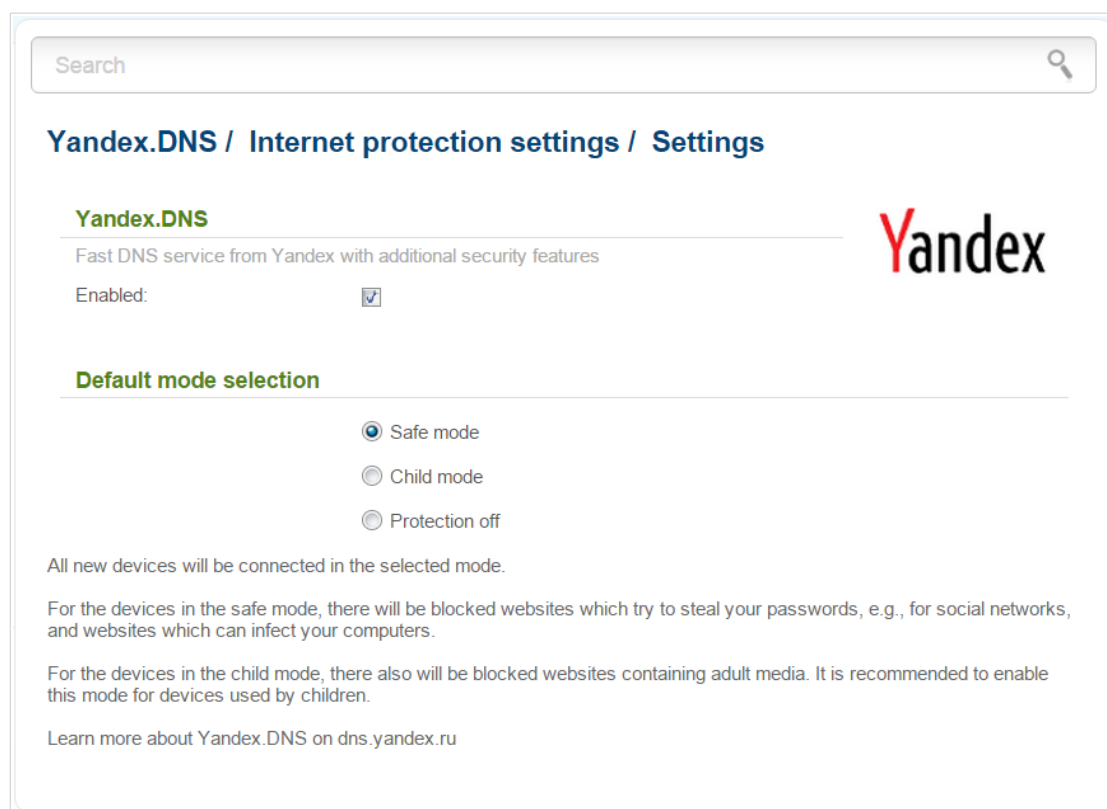 Search
Yandex.DNS / Internet protection settings / Settings
Yandex.DNS
Yandex
Fast DNS service from Yandex with additional security features
Enabled:
Default mode selection
Safe mode
Child mode
Protection off
All new devices will be connected in the selected mode.
For the devices in the safe mode, there will be blocked websites which try to steal your passwords, e.g., for social networks,
and websites which can infect your computers.
For the devices in the child mode, there also will be blocked websites containing adult media. It is recommended to enable
this mode for devices used by children.
Learn more about Yandex.DNS on dns.yandex.ru